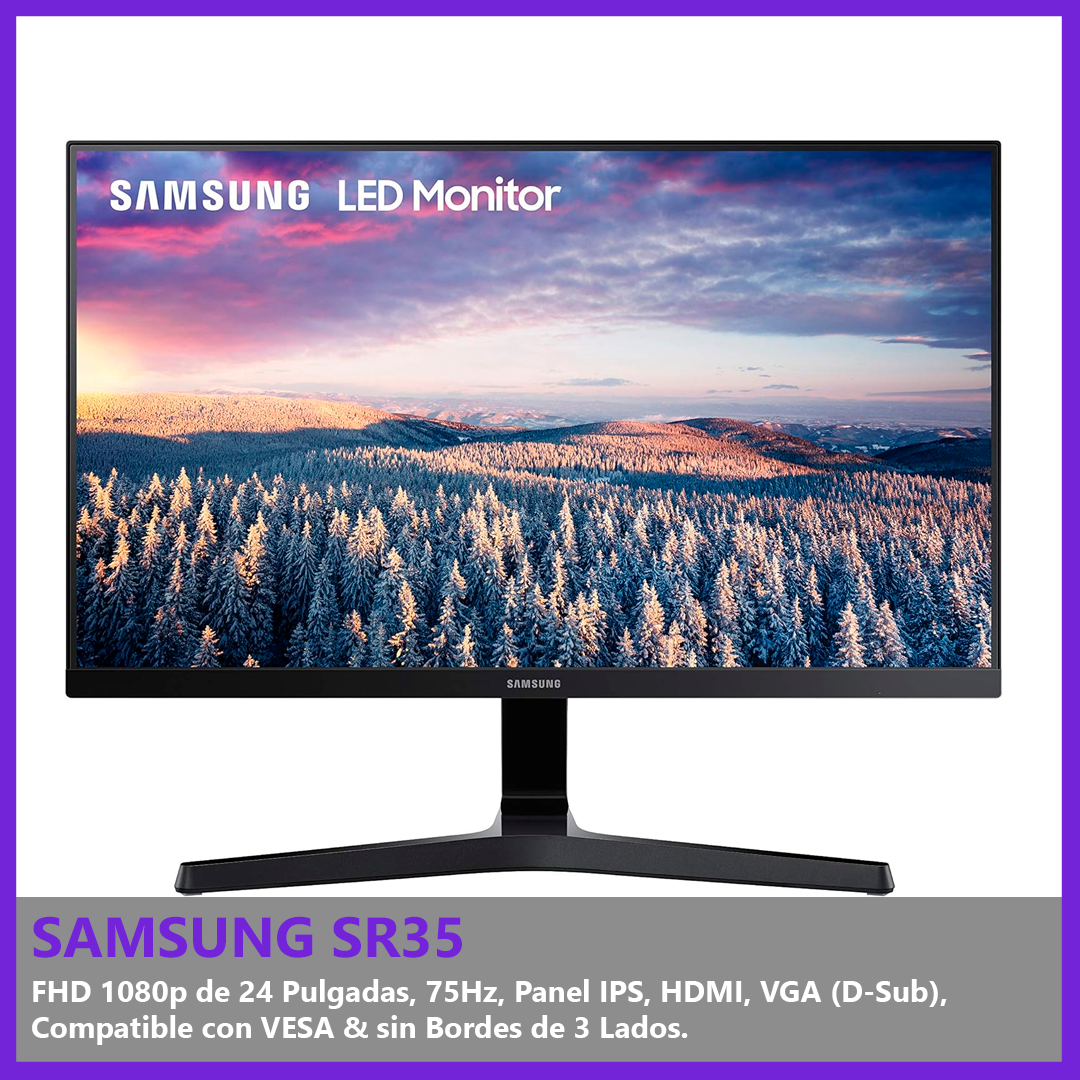 SAMSUNG LED Monitor
SAMSUNG
SAMSUNG SR35
FHD 1080p de 24 Pulgadas, 75Hz, Panel IPS, HDMI, VGA (D-Sub),
Compatible con VESA & sin Bordes de 3 Lados.